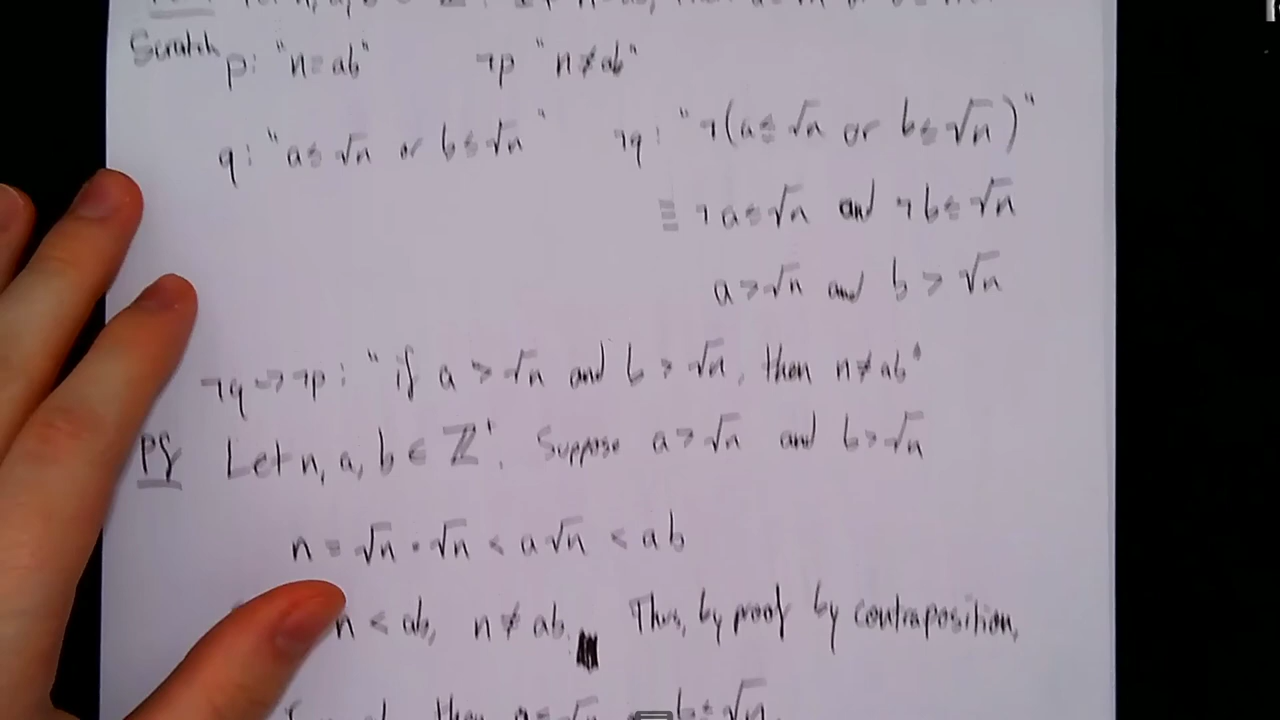 Scratch p: "n = ab" ¬p "n ≠ ab"
q: "a ≤ √n or b ≤ √n" ¬q: "¬(a ≤ √n or b ≤ √n)"
≡ ¬ a ≤ √n and ¬ b ≤ √n
a > √n and b > √n
¬q → ¬p: "if a > √n and b > √n, then n ≠ ab"
Pf Let n, a, b ∈ ℤ⁺. Suppose a > √n and b > √n
n = √n · √n < a√n < ab
n < ab, n ≠ ab. Thus, by proof by contraposition,
then a ≤ √n b ≤ √n.